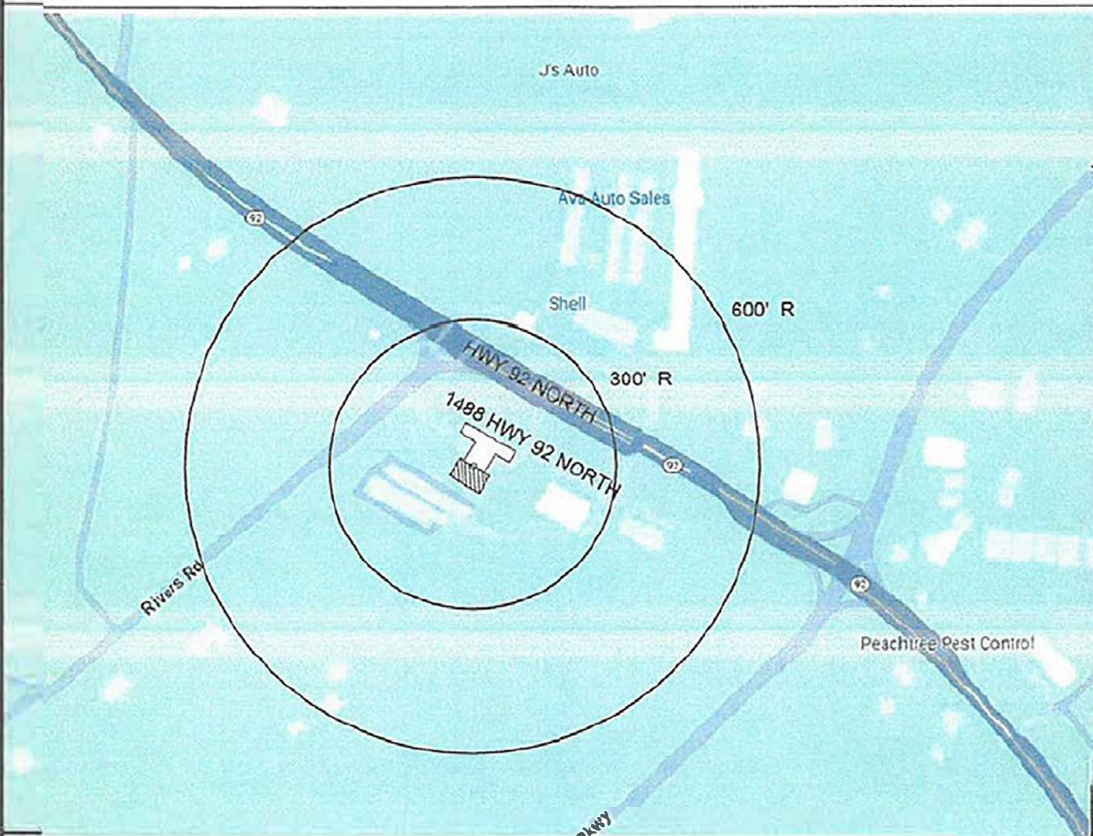 J's Auto
Ava Auto Sales
92
600' R
Shell
HWY 92 NORTH
300' R
1488 HWY 92 NORTH
92
Rivers Rd
92
Peachtree Pest Control
Pkwy